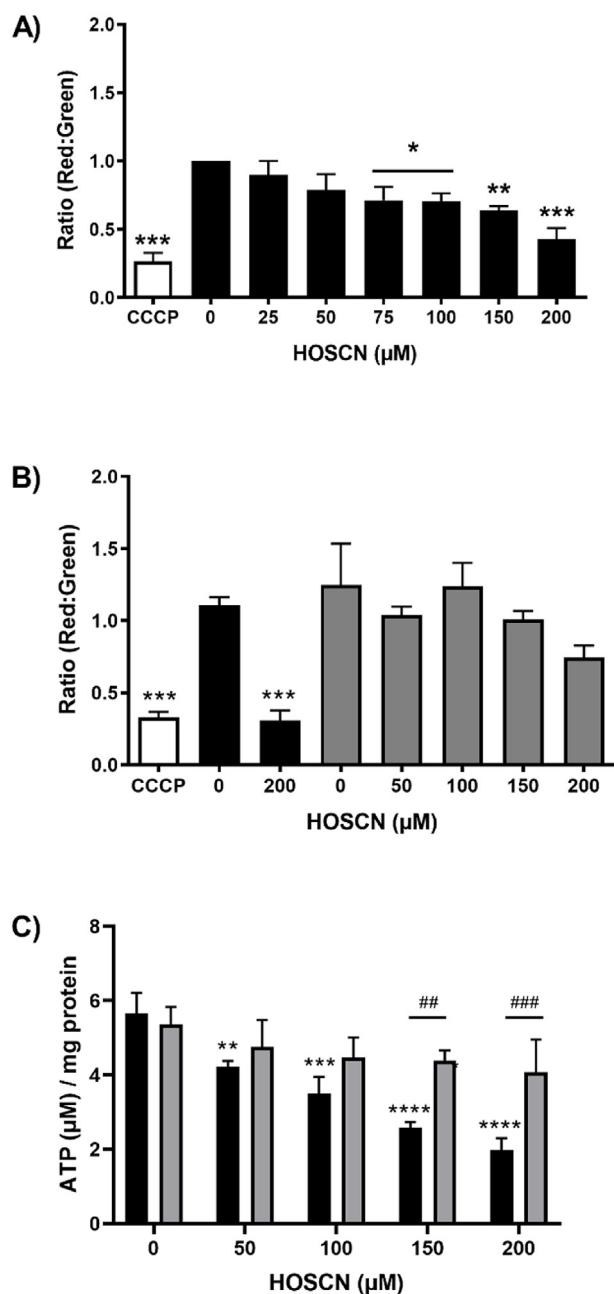 A)
Ratio (Red:Green)
2.0
1.5
1.0
0.5
0.0
***
*
**
***
CCCP 0 25 50 75 100 150 200
HOSCN (µM)
B)
Ratio (Red:Green)
2.0
1.5
1.0
0.5
0.0
***
***
CCCP 0 200 0 50 100 150 200
HOSCN (µM)
C)
ATP (µM) / mg protein
8
6
4
2
0
## ###
**
***
****
****
0 50 100 150 200
HOSCN (µM)